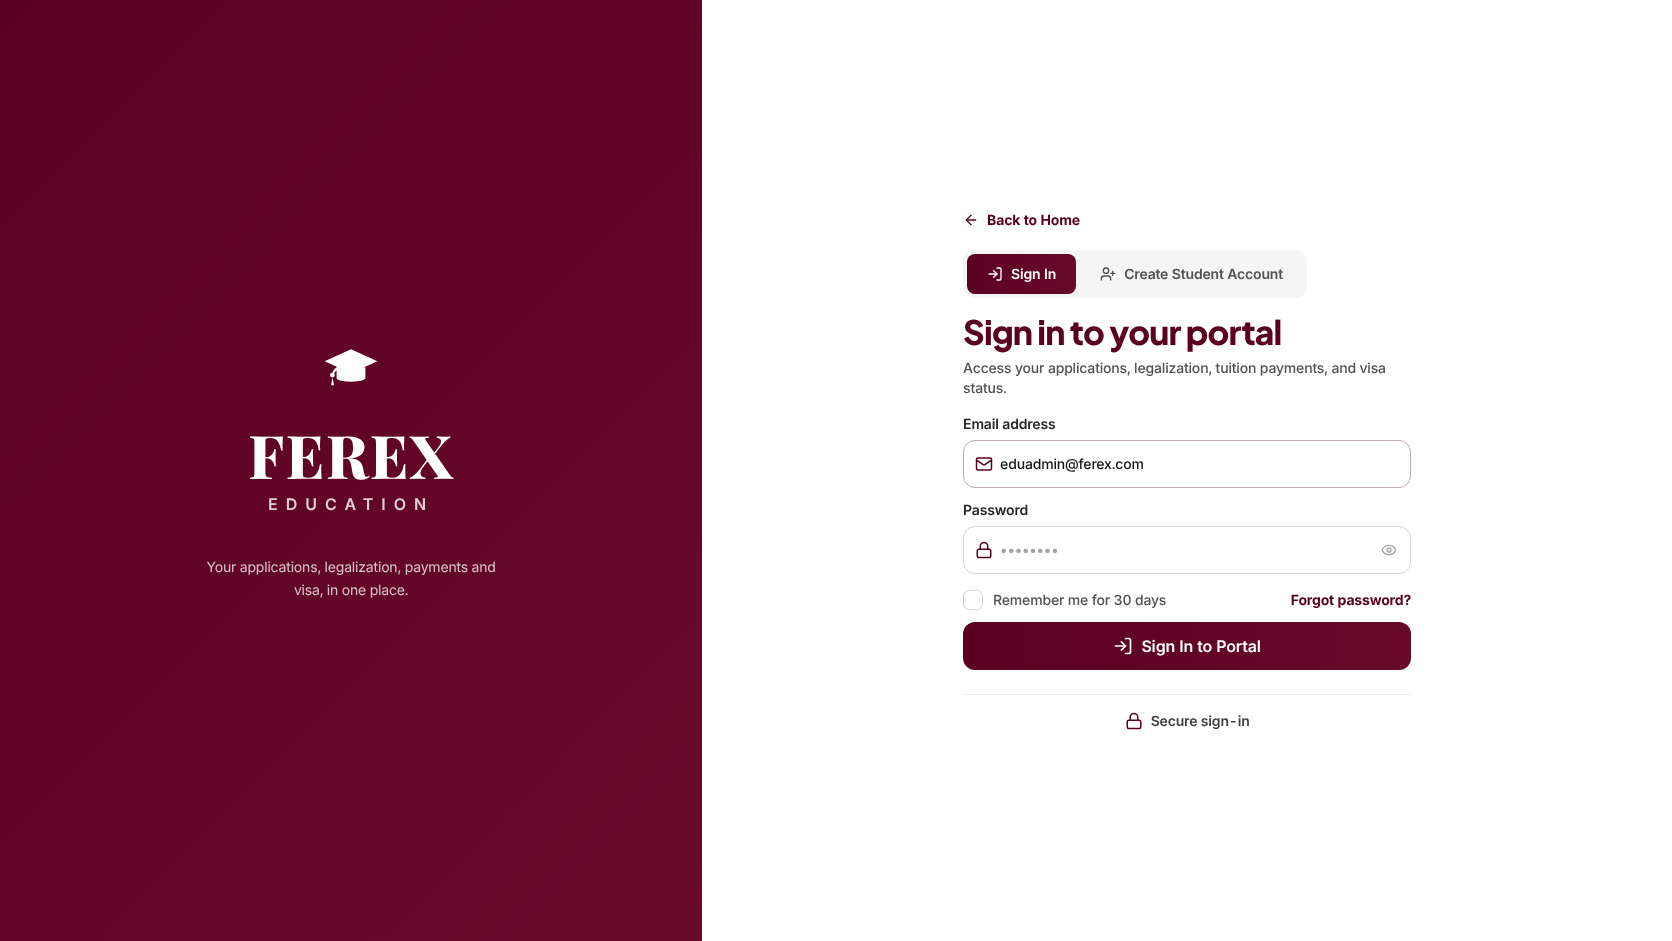 FEREX
EDUCATION
Your applications, legalization, payments and
visa, in one place.
Back to Home
Sign In
Create Student Account
Sign in to your portal
Access your applications, legalization, tuition payments, and visa
status.
Email address
eduadmin@ferex.com
Password
••••••••
Remember me for 30 days
Forgot password?
Sign In to Portal
Secure sign-in